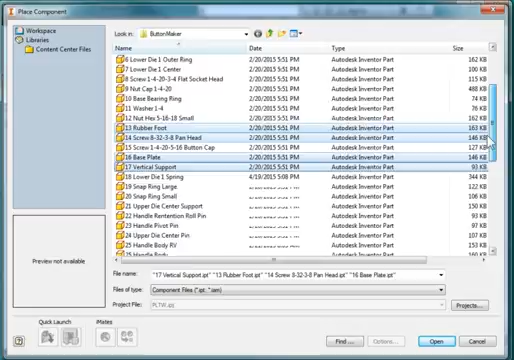 Place Component
Workspace
Libraries
Content Center Files
Look in: ButtonMaker
Name Date Type Size
6 Lower Die 1 Outer Ring 2/20/2015 5:51 PM Autodesk Inventor Part 162 KB
7 Lower Die 1 Center 2/20/2015 5:51 PM Autodesk Inventor Part 130 KB
8 Screw 1-4-20-3-4 Flat Socket Head 2/20/2015 5:51 PM Autodesk Inventor Part
9 Nut Cap 1-4-20 2/20/2015 5:51 PM Autodesk Inventor Part 488 KB
10 Base Bearing Ring 2/20/2015 5:51 PM Autodesk Inventor Part
11 Washer 1-4 2/20/2015 5:51 PM Autodesk Inventor Part
12 Nut Hex 5-16-18 Small 2/20/2015 5:51 PM Autodesk Inventor Part 162 KB
13 Rubber Foot 2/20/2015 5:51 PM Autodesk Inventor Part 163 KB
14 Screw 8-32-3-8 Pan Head 2/20/2015 5:51 PM Autodesk Inventor Part 146 KB
15 Screw 1-4-20-5-16 Button Cap 2/20/2015 5:51 PM Autodesk Inventor Part 127 KB
16 Base Plate 2/20/2015 5:51 PM Autodesk Inventor Part 146 KB
17 Vertical Support 2/20/2015 5:51 PM Autodesk Inventor Part 93 KB
18 Lower Die 1 Spring 4/19/2015 5:08 PM Autodesk Inventor Part 344 KB
19 Snap Ring Large 2/20/2015 5:51 PM Autodesk Inventor Part
20 Snap Ring Small 2/20/2015 5:51 PM Autodesk Inventor Part
21 Upper Die Center Support 2/20/2015 5:51 PM Autodesk Inventor Part
22 Handle Rentention Roll Pin 2/20/2015 5:51 PM Autodesk Inventor Part
23 Handle Pivot Pin 2/20/2015 5:51 PM Autodesk Inventor Part
24 Upper Die Center Pin 2/20/2015 5:51 PM Autodesk Inventor Part
25 Handle Body RV 2/20/2015 5:51 PM Autodesk Inventor Part
Preview not available
File name: "17 Vertical Support.ipt" "13 Rubber Foot.ipt" "14 Screw 8-32-3-8 Pan Head.ipt" "16 Base Plate.ipt"
Files of type: Component Files (*.ipt; *.iam)
Project File: PLTW.ipj
Projects...
Quick Launch
iMates
? Find... Options... Open Cancel